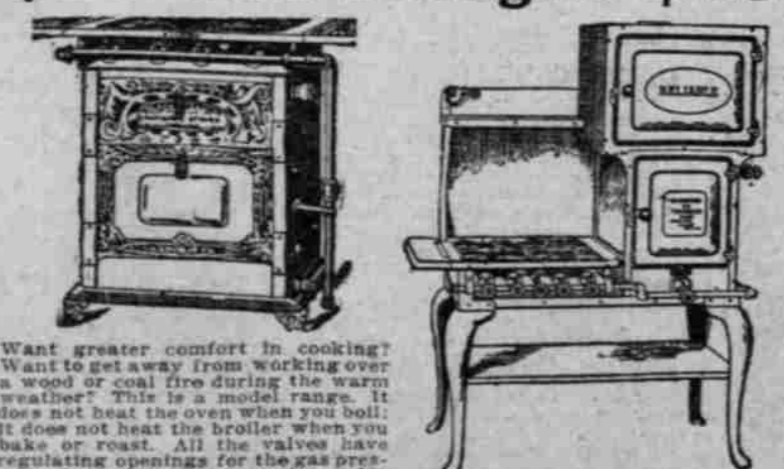 RELIABLE
Want greater comfort in cooking?
Want to get away from working over
a wood or coal fire during the warm
weather? This is a model range. It
does not heat the oven when you boil;
it does not heat the broiler when you
bake or roast. All the valves have
regulating openings for the gas pres-